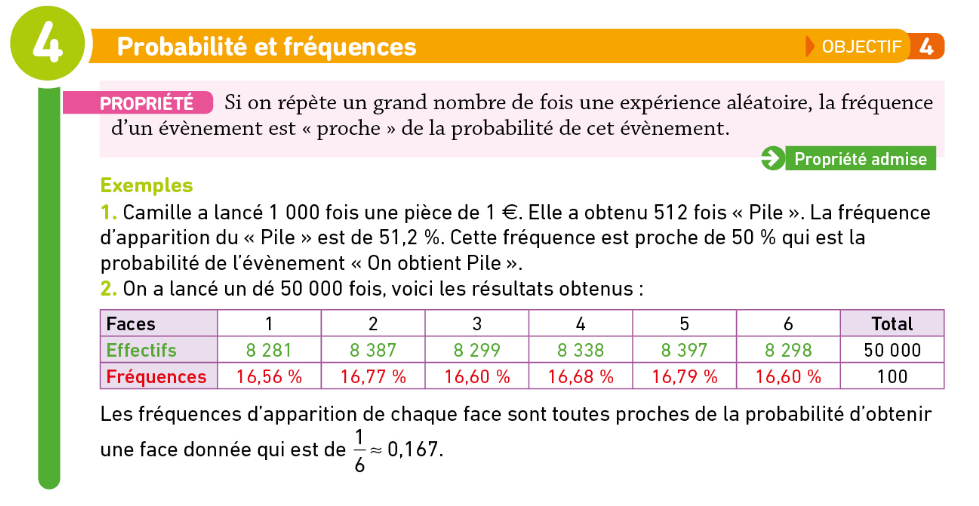 4
Probabilité et fréquences
OBJECTIF 4
PROPRIÉTÉ Si on répète un grand nombre de fois une expérience aléatoire, la fréquence
d'un évènement est « proche » de la probabilité de cet évènement.
Propriété admise
Exemples
1. Camille a lancé 1 000 fois une pièce de 1 €. Elle a obtenu 512 fois « Pile ». La fréquence
d'apparition du « Pile » est de 51,2 %. Cette fréquence est proche de 50 % qui est la
probabilité de l'évènement « On obtient Pile ».
2. On a lancé un dé 50 000 fois, voici les résultats obtenus :
Faces 1 2 3 4 5 6 Total
Effectifs 8 281 8 387 8 299 8 338 8 397 8 298 50 000
Fréquences 16,56 % 16,77 % 16,60 % 16,68 % 16,79 % 16,60 % 100
Les fréquences d'apparition de chaque face sont toutes proches de la probabilité d'obtenir
une face donnée qui est de 1/6 ≈ 0,167.